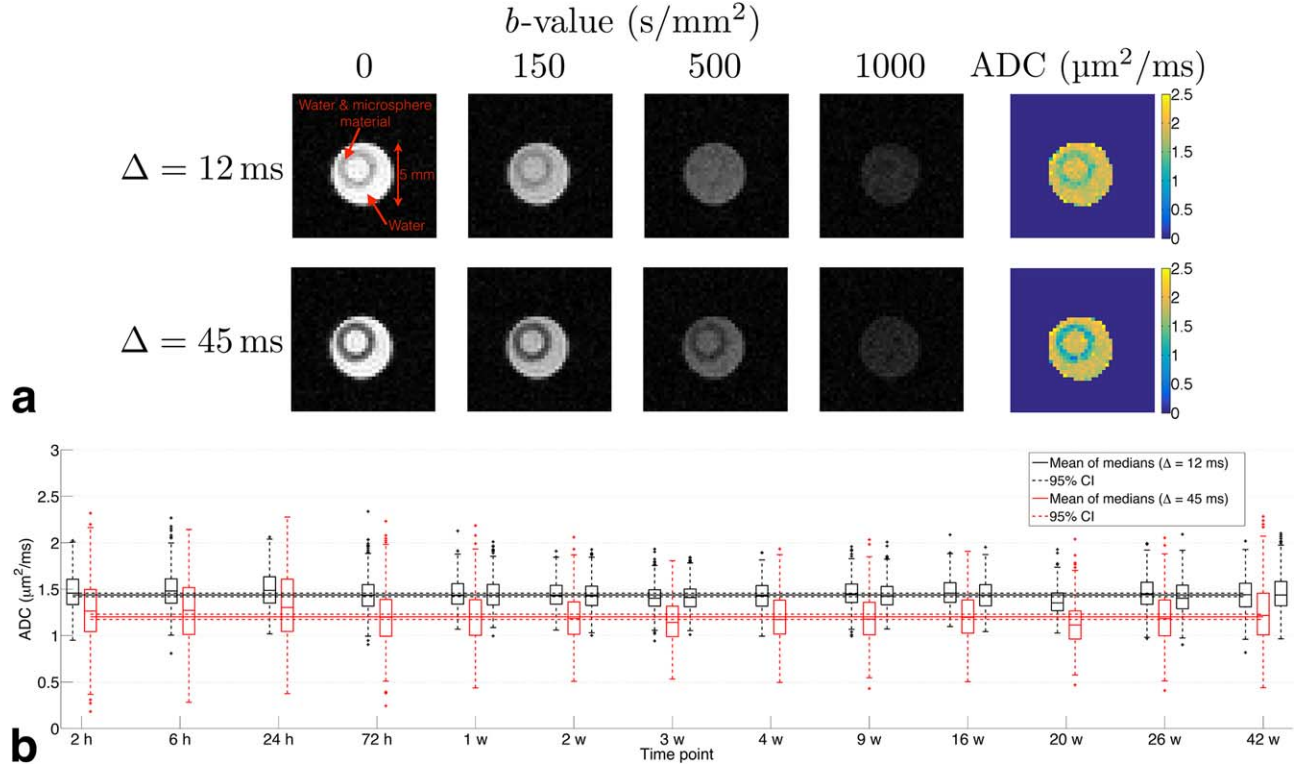 b-value (s/mm²)
0 150 500 1000 ADC (µm²/ms)
Δ = 12 ms
Water & microsphere
material
5 mm
Water
2.5
2
1.5
1
0.5
0
Δ = 45 ms
2.5
2
1.5
1
0.5
0
a
3
2.5
2
1.5
1
0.5
0
ADC (µm²/ms)
Mean of medians (Δ = 12 ms)
95% CI
Mean of medians (Δ = 45 ms)
95% CI
2 h 6 h 24 h 72 h 1 w 2 w 3 w 4 w 9 w 16 w 20 w 26 w 42 w
Time point
b